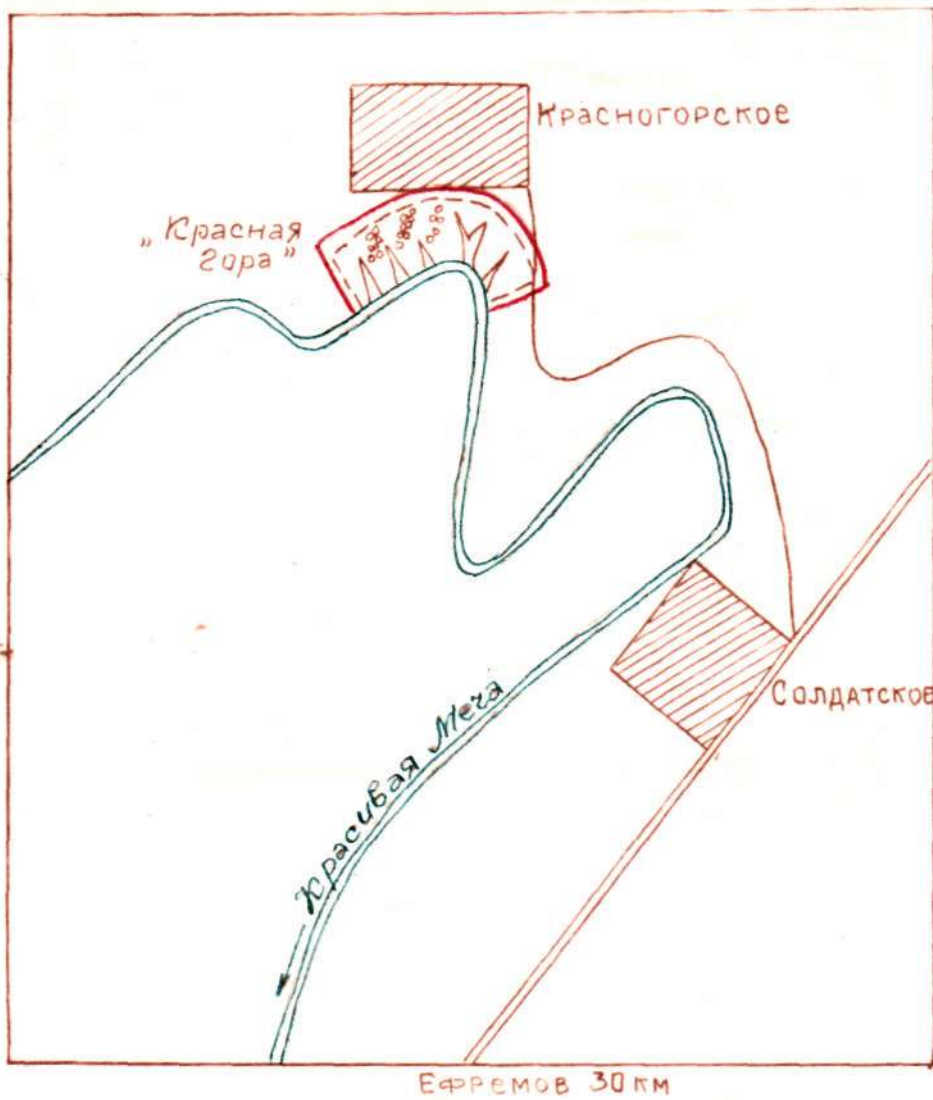 Красногорское
„Красная
гора"
Солдатское
Красивая Меча
Ефремов 30 км